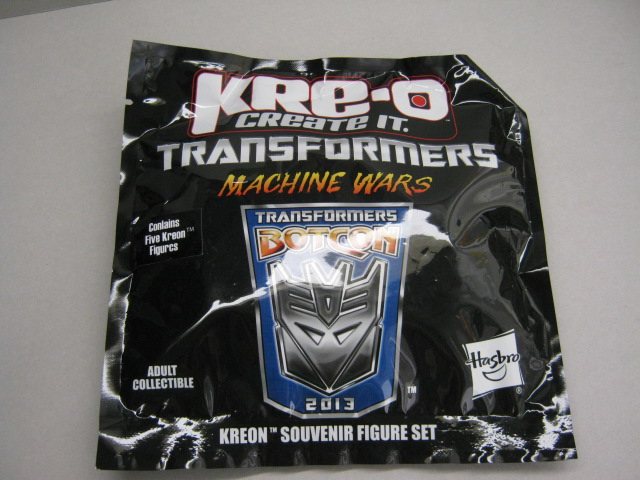 KRE-O
CREATE IT.
TRANSFORMERS
MACHINE WARS
Contains
Five Kreon™
Figures
TRANSFORMERS
BOTCON
Hasbro
®
ADULT
COLLECTIBLE
2013
™
KREON™ SOUVENIR FIGURE SET